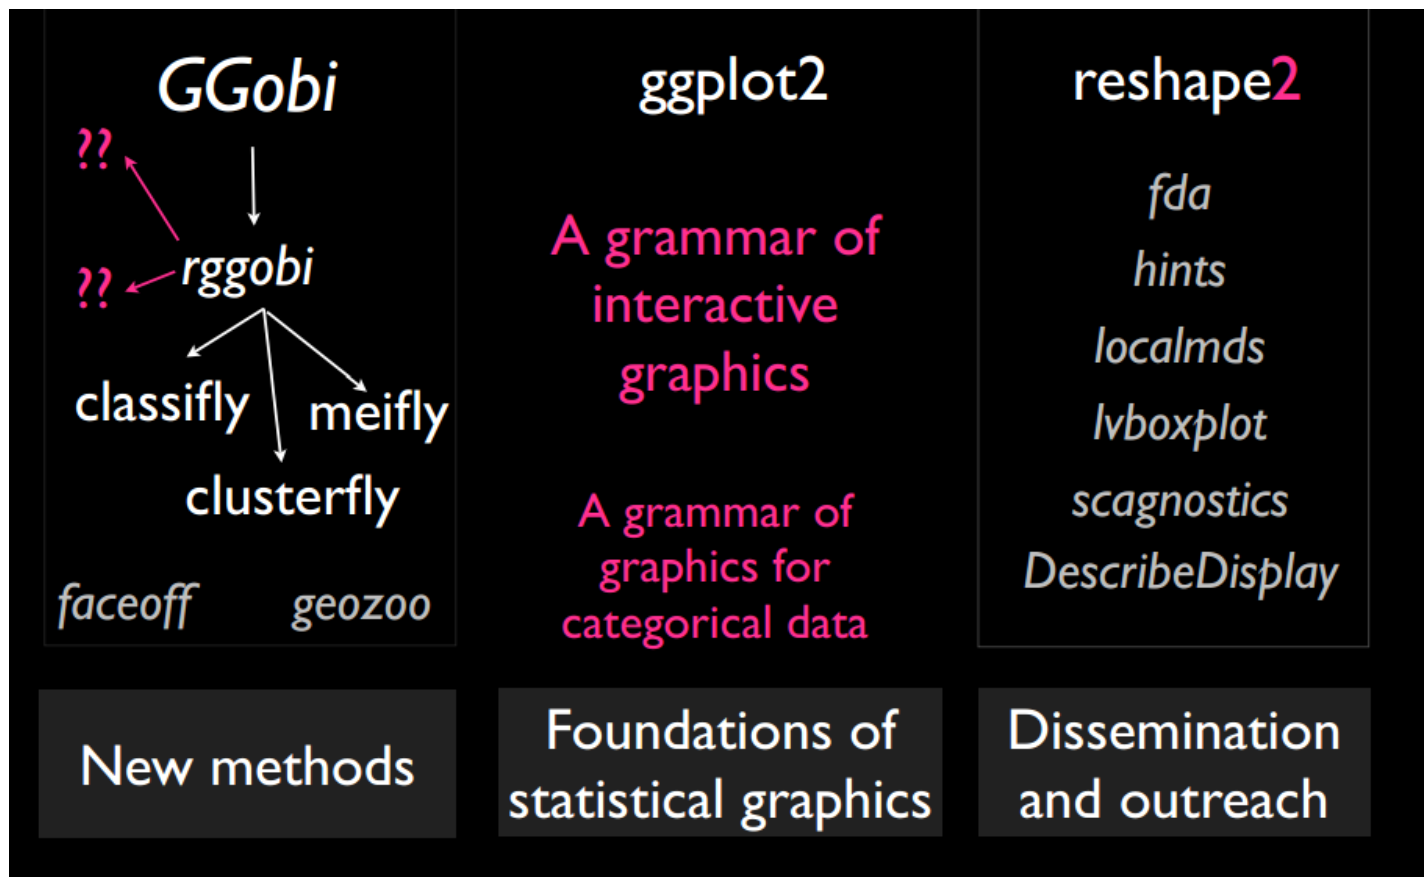 GGobi
??
rggobi
??
classifly
meifly
clusterfly
faceoff
geozoo
New methods
ggplot2
A grammar of
interactive
graphics
A grammar of
graphics for
categorical data
Foundations of
statistical graphics
reshape2
fda
hints
localmds
lvboxplot
scagnostics
DescribeDisplay
Dissemination
and outreach